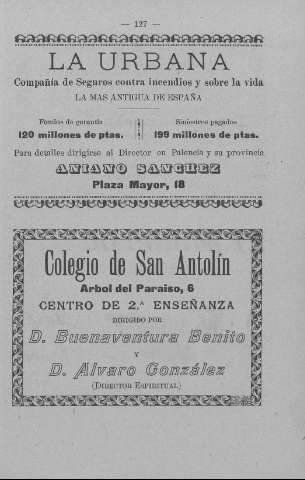 — 127 —
LA URBANA
Compañía de Seguros contra incendios y sobre la vida
LA MAS ANTIGUA DE ESPAÑA
Fondos de garantía
120 millones de ptas.
Siniestros pagados
199 millones de ptas.
Para detalles dirigirse al Director en Palencia y su provincia
ANIANO SANCHEZ
Plaza Mayor, 18
Colegio de San Antolín
Arbol del Paraiso, 6
CENTRO DE 2.ª ENSEÑANZA
DIRIGIDO POR
D. Buenaventura Benito
Y
D. Alvaro González
(DIRECTOR ESPIRITUAL)